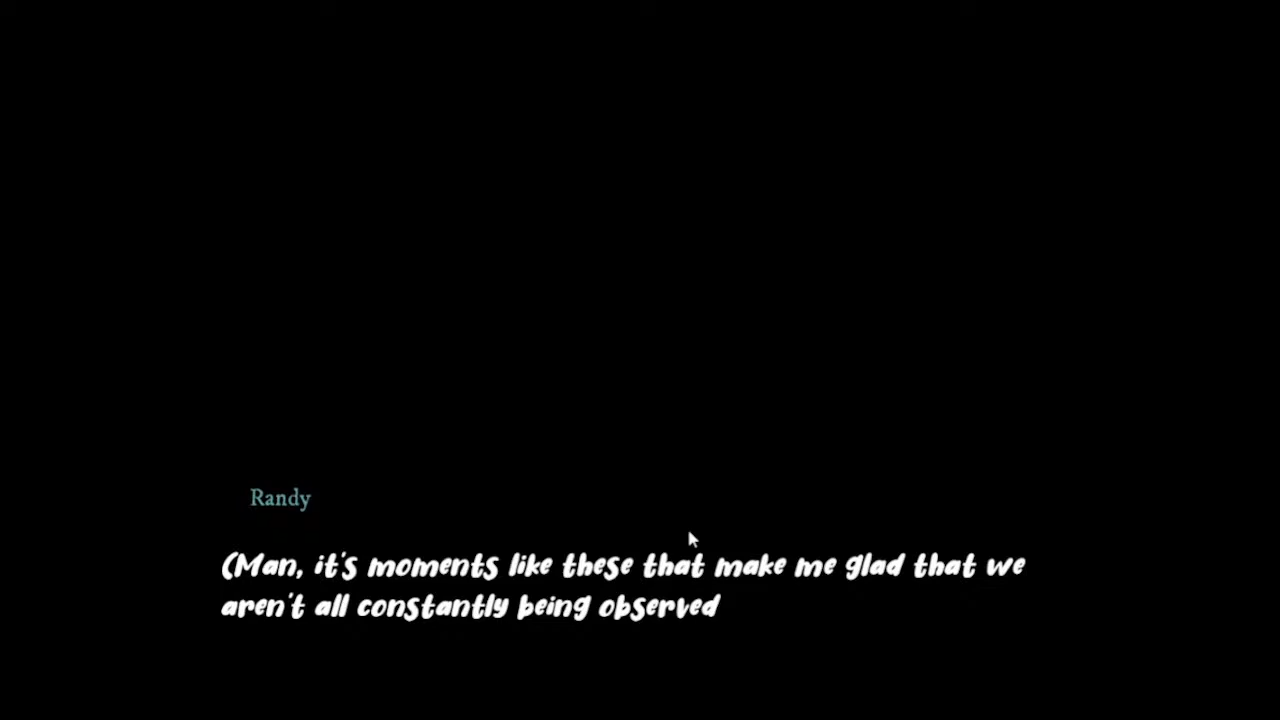 Randy
(Man, it's moments like these that make me glad that we
aren't all constantly being observed